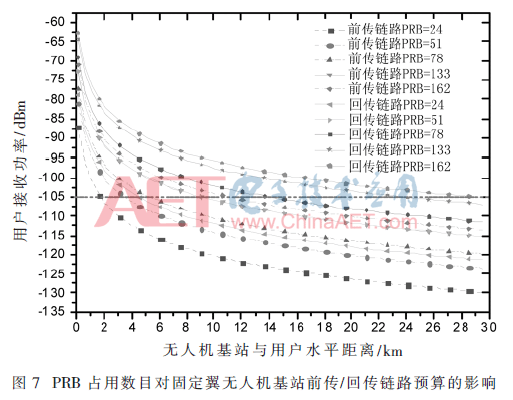 -60
-65
-70
-75
-80
-85
-90
-95
-100
-105
-110
-115
-120
-125
-130
-135
用户接收功率/dBm
前传链路PRB=24
前传链路PRB=51
前传链路PRB=78
前传链路PRB=133
前传链路PRB=162
回传链路PRB=24
回传链路PRB=51
回传链路PRB=78
回传链路PRB=133
回传链路PRB=162
AET 电子技术应用
www.ChinaAET.com
0 2 4 6 8 10 12 14 16 18 20 22 24 26 28 30
无人机基站与用户水平距离/km
图 7 PRB 占用数目对固定翼无人机基站前传/回传链路预算的影响